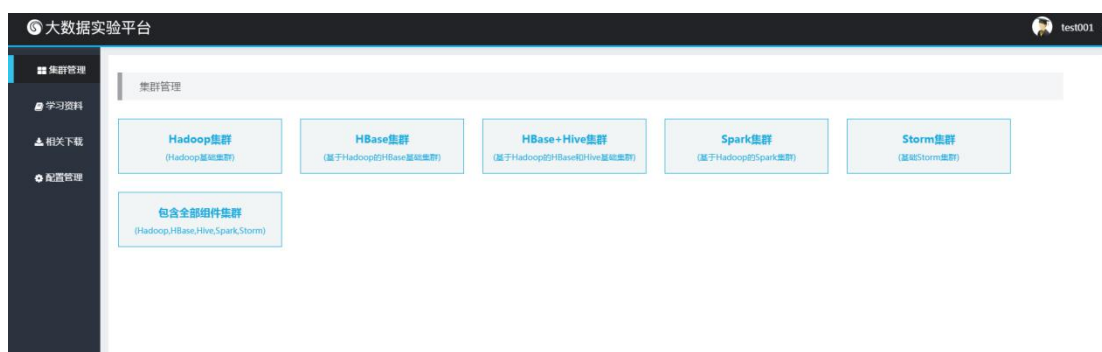 大数据实验平台
test001
集群管理
学习资料
相关下载
配置管理
集群管理
Hadoop集群
(Hadoop基础集群)
HBase集群
(基于Hadoop的HBase基础集群)
HBase+Hive集群
(基于Hadoop的HBase和Hive基础集群)
Spark集群
(基于Hadoop的Spark集群)
Storm集群
(基础Storm集群)
包含全部组件集群
(Hadoop,HBase,Hive,Spark,Storm)